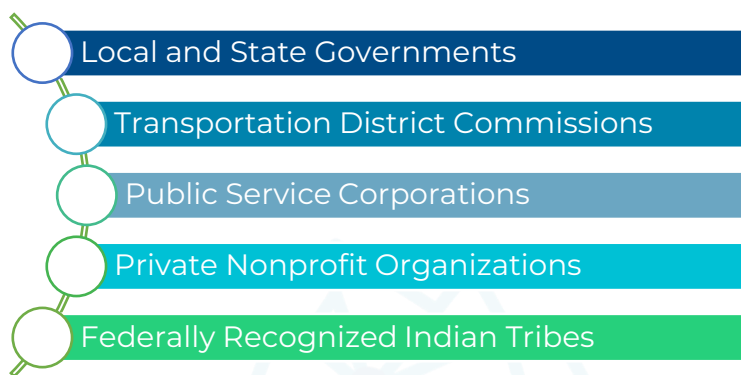 Local and State Governments
Transportation District Commissions
Public Service Corporations
Private Nonprofit Organizations
Federally Recognized Indian Tribes